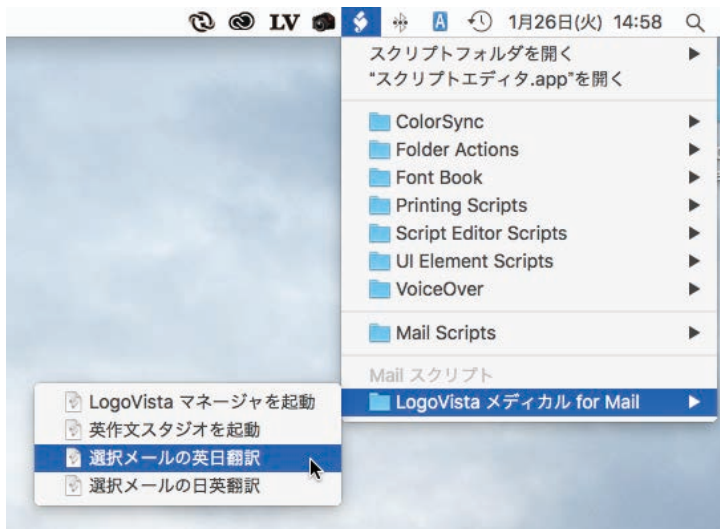 LV A 1月26日(火) 14:58
スクリプトフォルダを開く
“スクリプトエディタ.app”を開く
ColorSync
Folder Actions
Font Book
Printing Scripts
Script Editor Scripts
UI Element Scripts
VoiceOver
Mail Scripts
Mail スクリプト
LogoVista メディカル for Mail
LogoVista マネージャを起動
英作文スタジオを起動
選択メールの英日翻訳
選択メールの日英翻訳